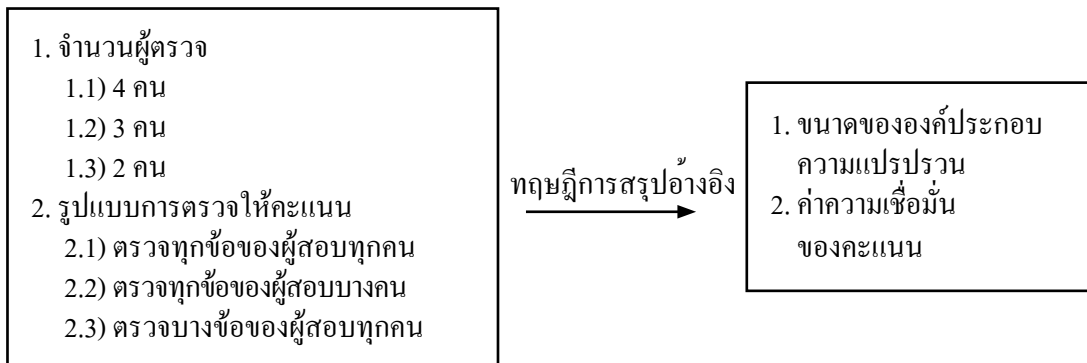 1. จำนวนผู้ตรวจ
1.1) 4 คน
1.2) 3 คน
1.3) 2 คน
2. รูปแบบการตรวจให้คะแนน
2.1) ตรวจทุกข้อของผู้สอบทุกคน
2.2) ตรวจทุกข้อของผู้สอบบางคน
2.3) ตรวจบางข้อของผู้สอบทุกคน
ทฤษฎีการสรุปอ้างอิง
1. ขนาดขององค์ประกอบ
ความแปรปรวน
2. ค่าความเชื่อมั่น
ของคะแนน